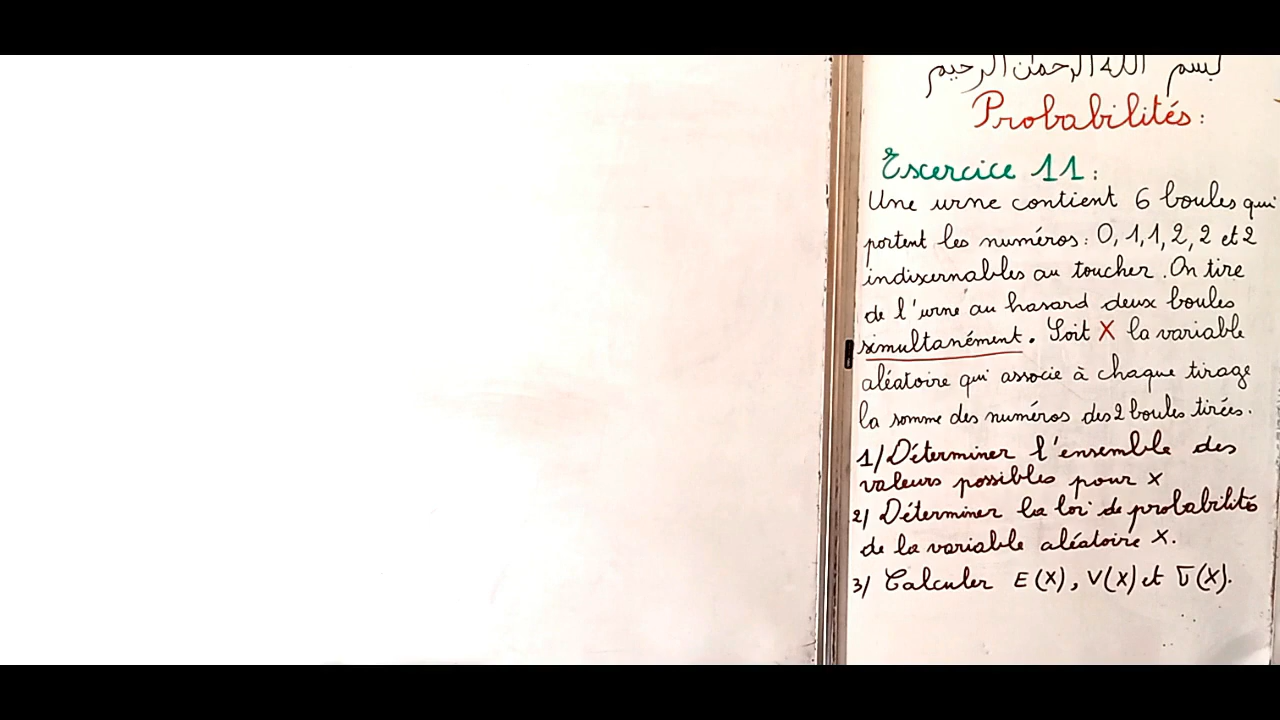 بسم الله الرحمان الرحيم
Probabilités :
Exercice 11 :
Une urne contient 6 boules qui
portent les numéros : 0, 1, 1, 2, 2 et 2
indiscernables au toucher. On tire
de l'urne au hasard deux boules
simultanément. Soit X la variable
aléatoire qui associe à chaque tirage
la somme des numéros des 2 boules tirées.
1/ Déterminer l'ensemble des
valeurs possibles pour X
2/ Déterminer la loi de probabilité
de la variable aléatoire X.
3/ Calculer E(X), V(X) et σ(X).